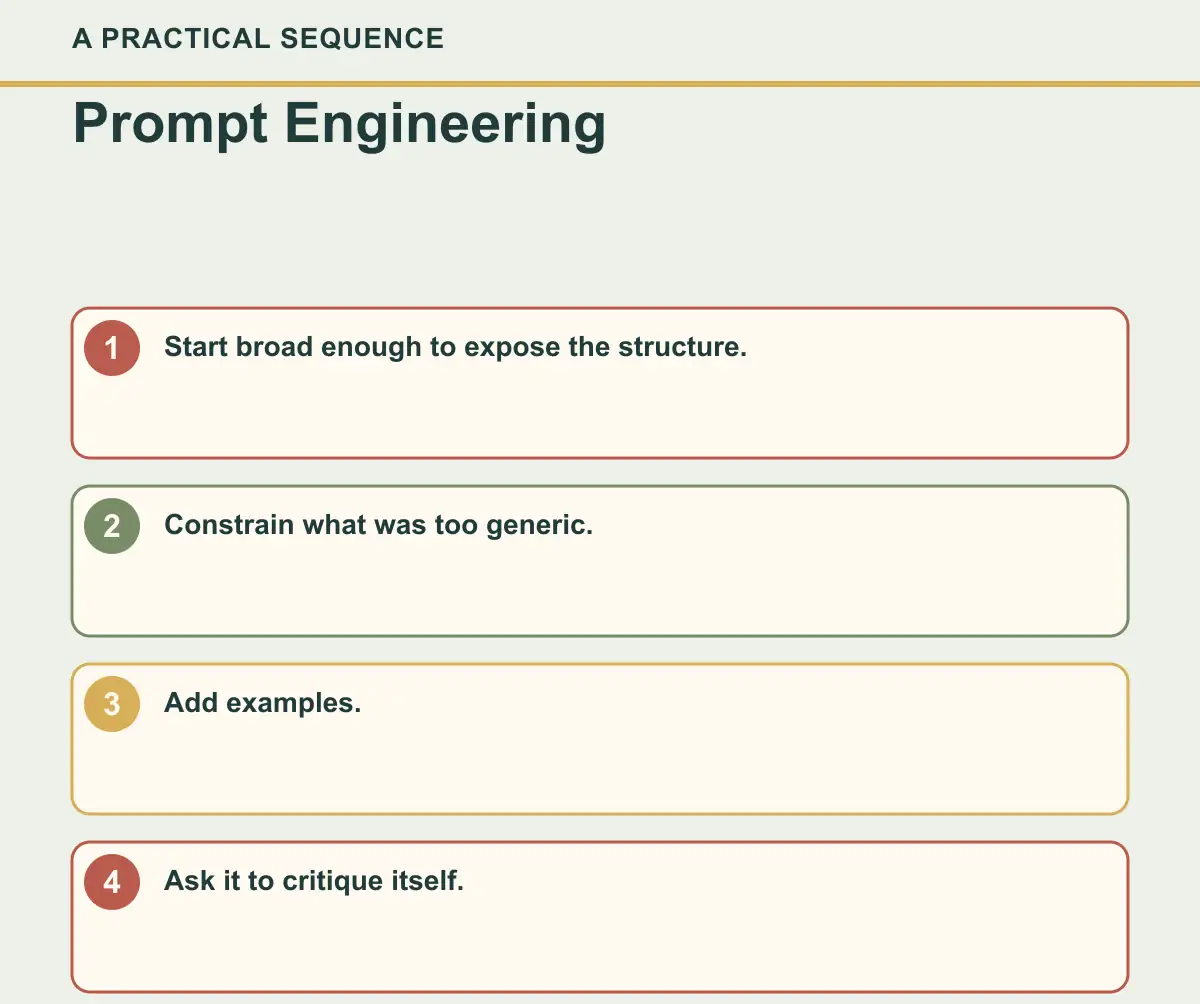 A PRACTICAL SEQUENCE
Prompt Engineering
1 Start broad enough to expose the structure.
2 Constrain what was too generic.
3 Add examples.
4 Ask it to critique itself.